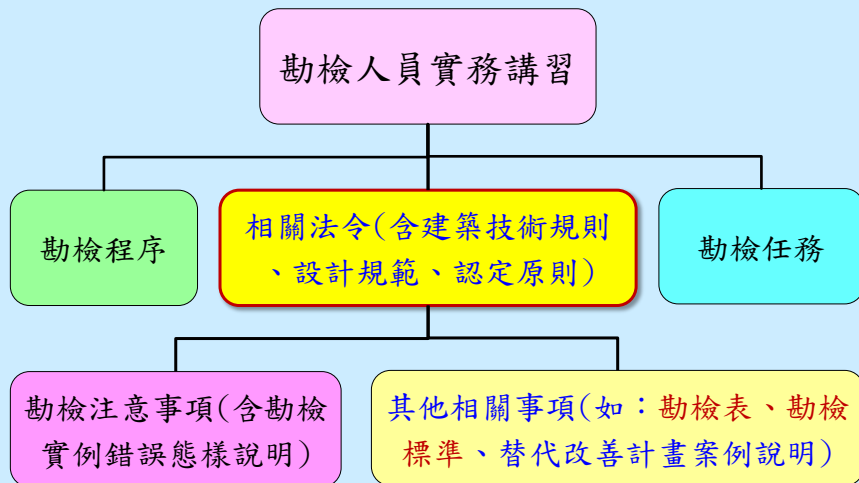 勘檢人員實務講習
勘檢程序
相關法令(含建築技術規則
、設計規範、認定原則)
勘檢任務
勘檢注意事項(含勘檢
實例錯誤態樣說明)
其他相關事項(如：勘檢表、勘檢
標準、替代改善計畫案例說明)